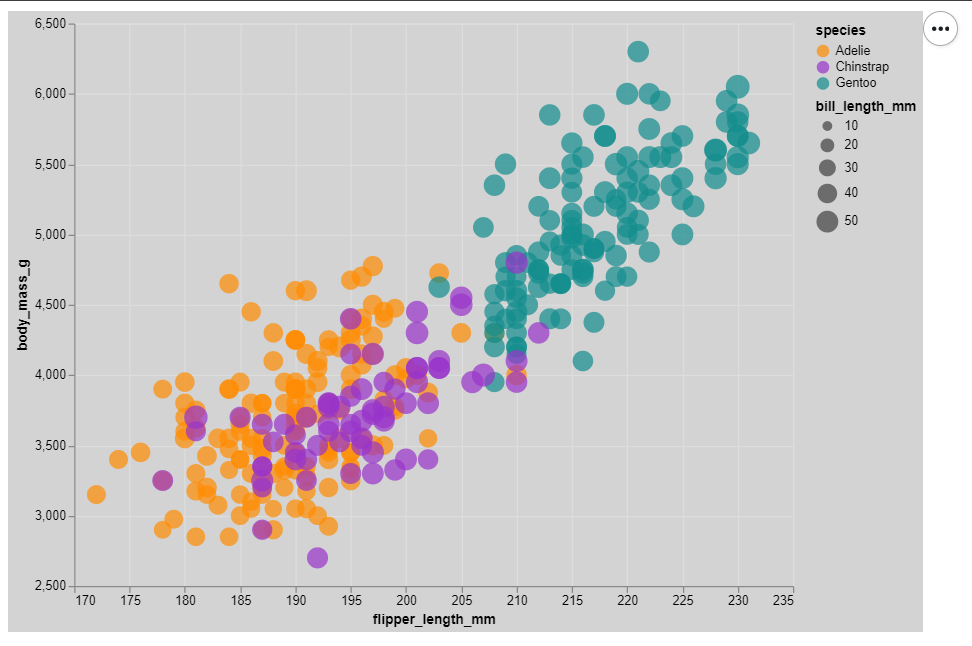 6,500
6,000
5,500
5,000
4,500
4,000
3,500
3,000
2,500
body_mass_g
170 175 180 185 190 195 200 205 210 215 220 225 230 235
flipper_length_mm
species
Adelie
Chinstrap
Gentoo
bill_length_mm
10
20
30
40
50